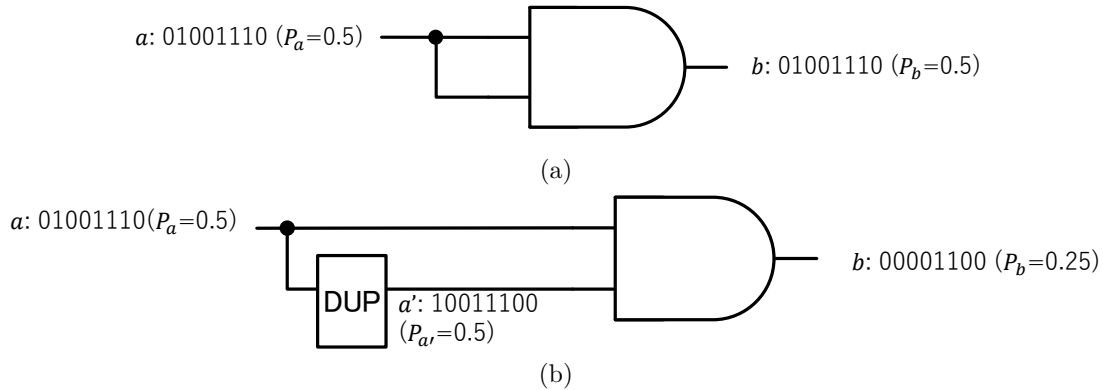 a: 01001110 (Pa=0.5)
b: 01001110 (Pb=0.5)
(a)
a: 01001110(Pa=0.5)
b: 00001100 (Pb=0.25)
DUP
a’: 10011100
(Pa′=0.5)
(b)